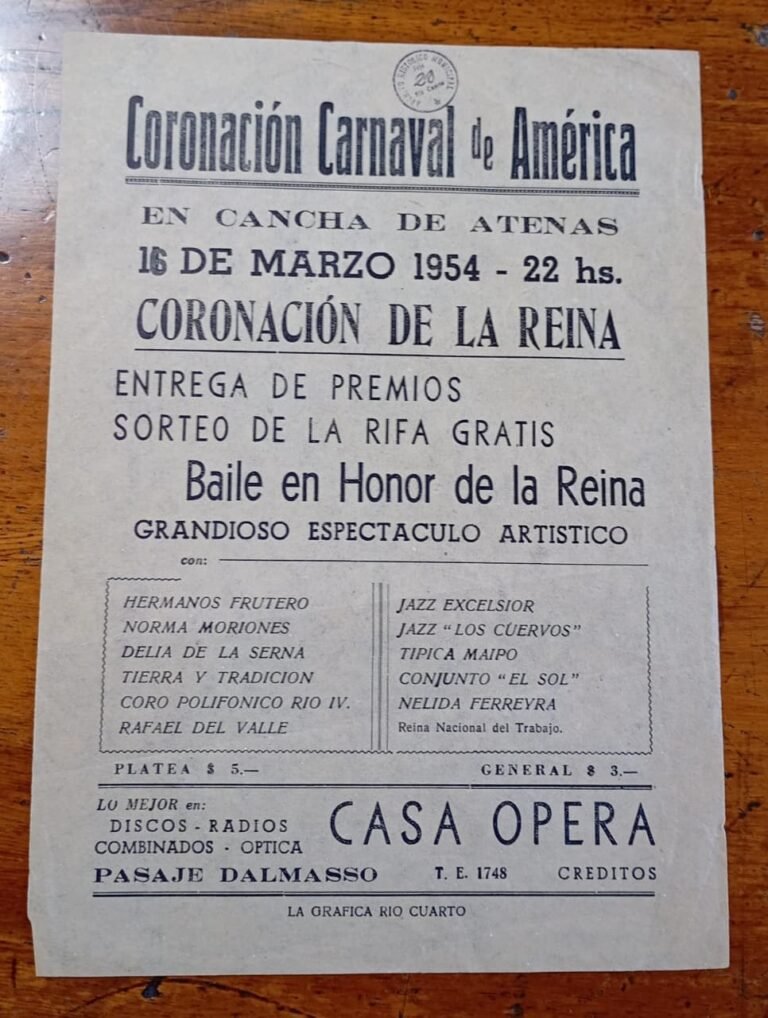 ARCHIVO HISTORICO MUNICIPAL
20
Coronación Carnaval de América
EN CANCHA DE ATENAS
16 DE MARZO 1954 - 22 hs.
CORONACIÓN DE LA REINA
ENTREGA DE PREMIOS
SORTEO DE LA RIFA GRATIS
Baile en Honor de la Reina
GRANDIOSO ESPECTACULO ARTISTICO
con:
HERMANOS FRUTERO
NORMA MORIONES
DELIA DE LA SERNA
TIERRA Y TRADICION
CORO POLIFONICO RIO IV.
RAFAEL DEL VALLE
JAZZ EXCELSIOR
JAZZ "LOS CUERVOS"
TIPICA MAIPO
CONJUNTO "EL SOL"
NELIDA FERREYRA
Reina Nacional del Trabajo.
PLATEA $ 5.— GENERAL $ 3.—
LO MEJOR en:
DISCOS - RADIOS
COMBINADOS - OPTICA
CASA OPERA
PASAJE DALMASSO T. E. 1748 CREDITOS
LA GRAFICA RIO CUARTO